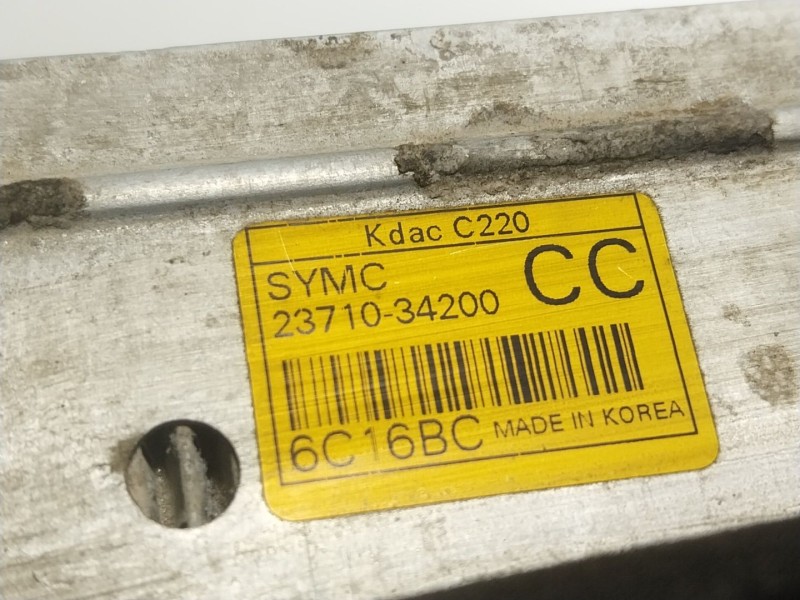 Kdac C220
SYMC
CC
23710-34200
6C16BC MADE IN KOREA